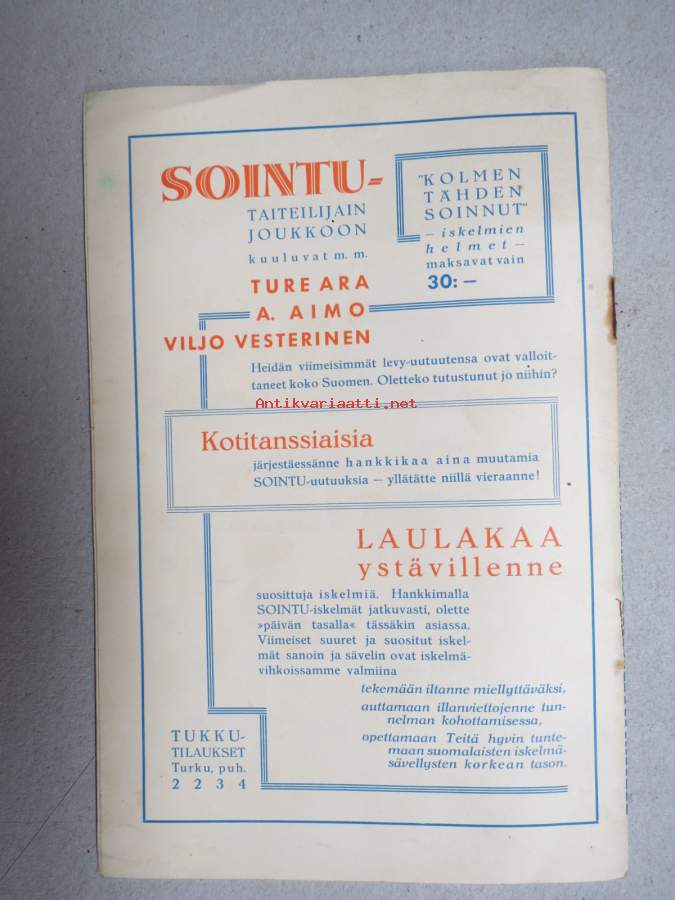 SOINTU-
TAITEILIJAIN
JOUKKOON
kuuluvat m. m.
TURE ARA
A. AIMO
VILJO VESTERINEN
"KOLMEN
TÄHDEN
SOINNUT"
– iskelmien
helmet –
maksavat vain
30: –
Heidän viimeisimmät levy-uutuutensa ovat valloit-
taneet koko Suomen. Oletteko tutustunut jo niihin?
Antikvariaatti.net
Kotitanssiaisia
järjestäessänne hankkikaa aina muutamia
SOINTU-uutuuksia — yllätätte niillä vieraanne!
LAULAKAA
ystävillenne
suosittuja iskelmiä. Hankkimalla
SOINTU-iskelmät jatkuvasti, olette
»päivän tasalla« tässäkin asiassa.
Viimeiset suuret ja suositut iskel-
mät sanoin ja sävelin ovat iskelmä-
vihkoissamme valmiina
tekemään iltanne miellyttäväksi,
auttamaan illanviettojenne tun-
nelman kohottamisessa,
opettamaan Teitä hyvin tunte-
maan suomalaisten iskelmä-
sävellysten korkean tason.
TUKKU-
TILAUKSET
Turku, puh.
2 2 3 4